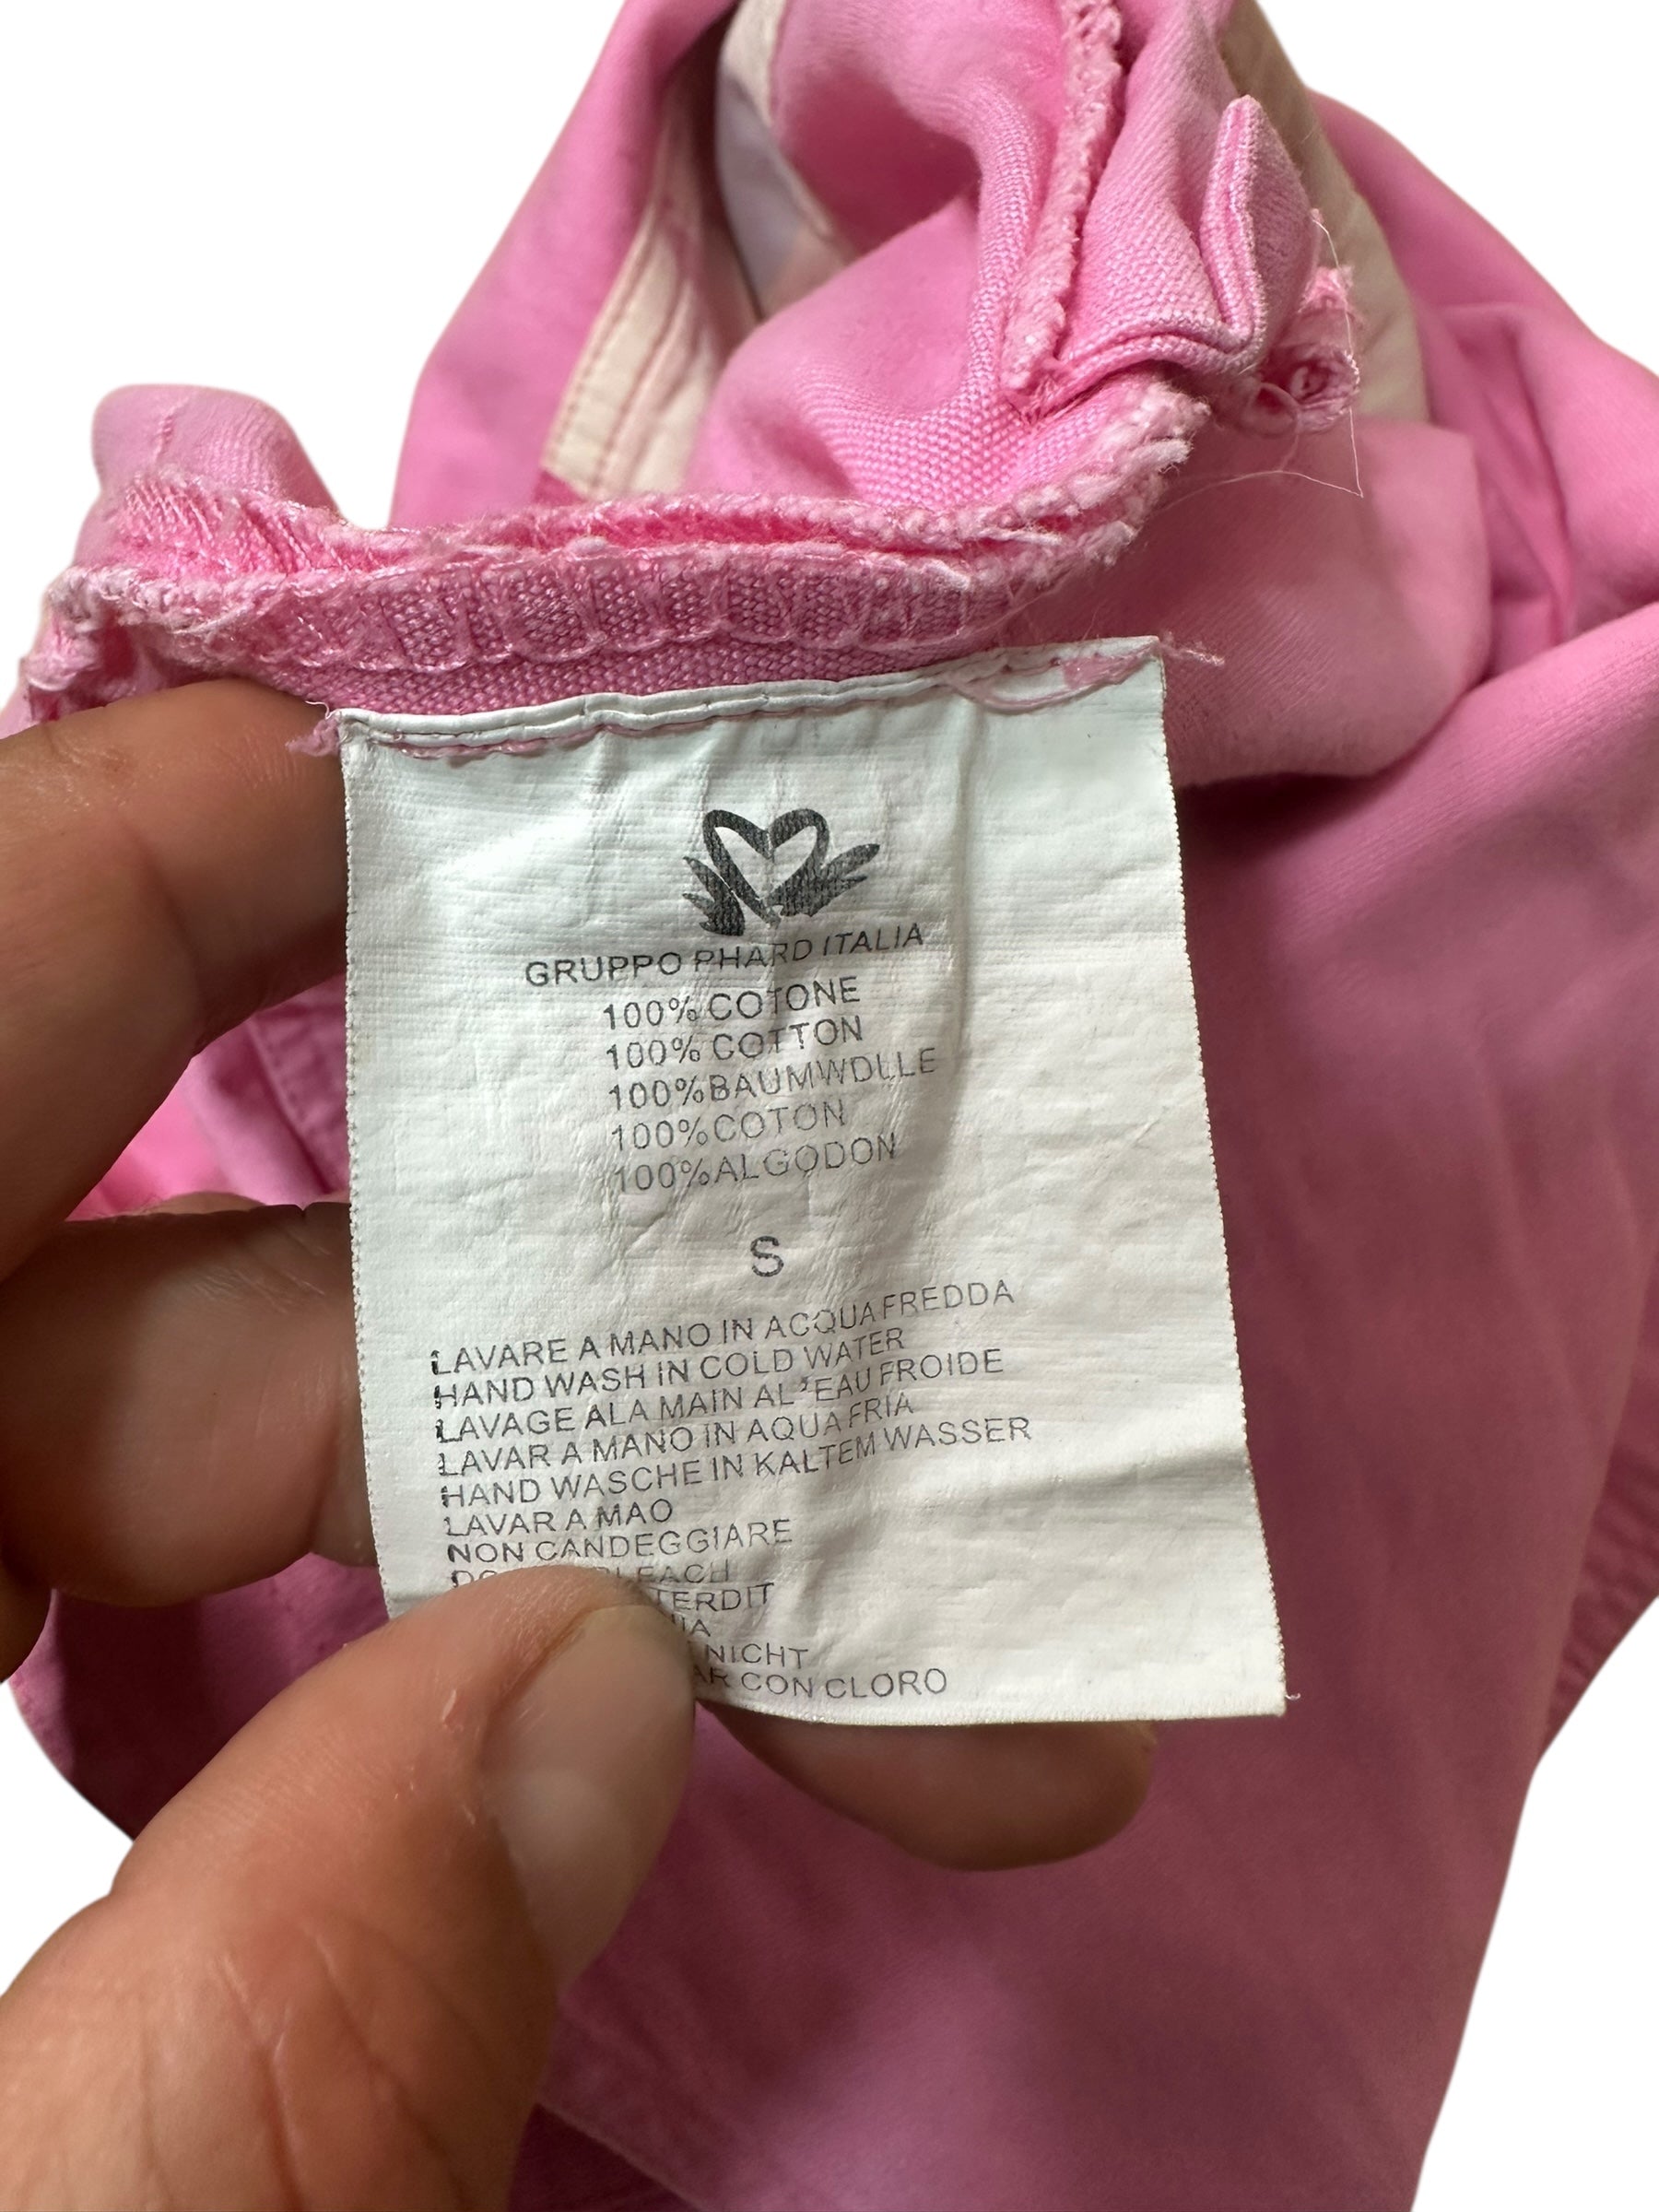 GRUPPO PHARD ITALIA
100% COTONE
100% COTTON
100% BAUMWOLLE
100% COTON
100% ALGODON
S
LAVARE A MANO IN ACQUA FREDDA
HAND WASH IN COLD WATER
LAVAGE ALA MAIN AL'EAU FROIDE
LAVAR A MANO IN AQUA FRIA
HAND WASCHE IN KALTEM WASSER
LAVAR A MAO
NON CANDEGGIARE
BLEACH
NICHT
CON CLORO